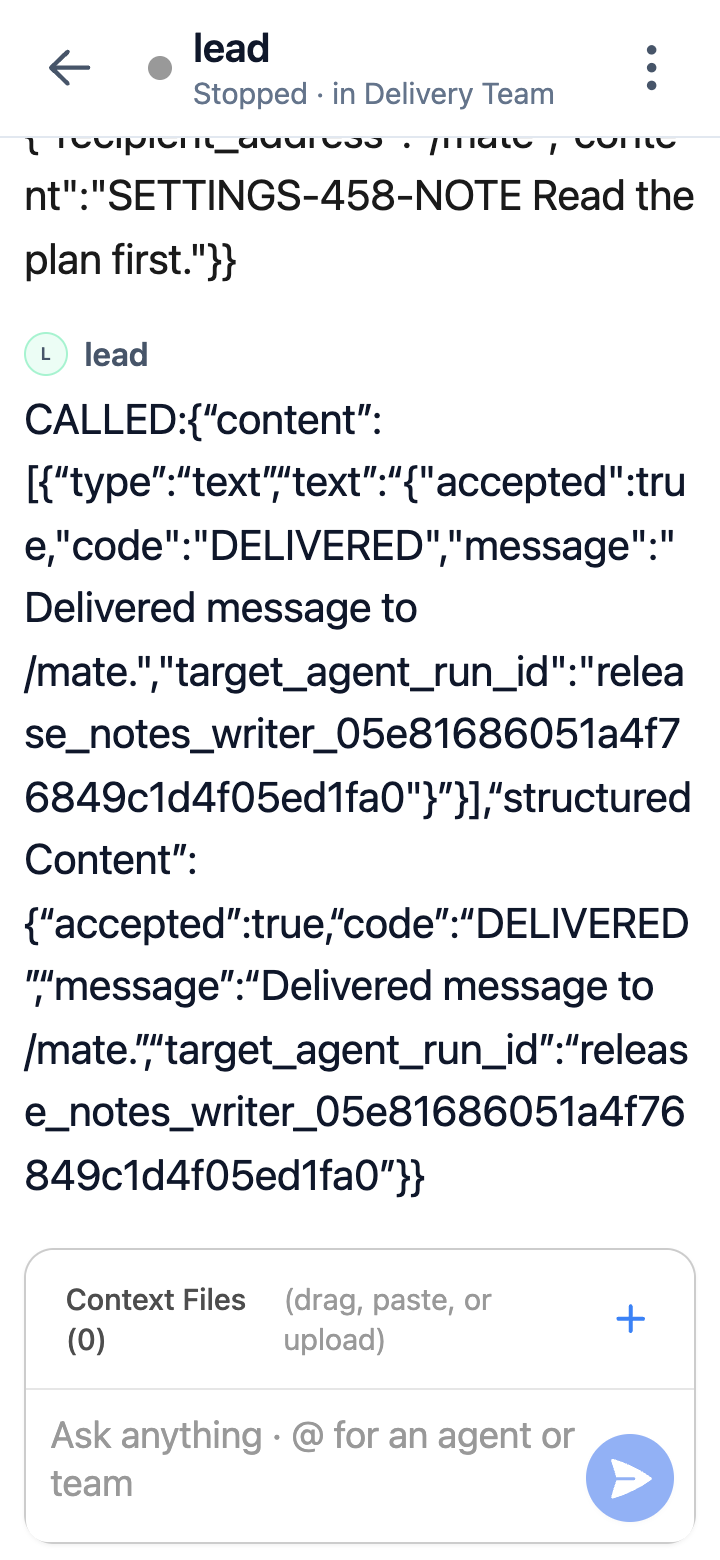 lead
Stopped · in Delivery Team
{"recipient_address":"/mate","conte
nt":"SETTINGS-458-NOTE Read the
plan first."}}
L lead
CALLED:{“content”:
[{“type”:“text”,“text”:“{"accepted":tru
e,"code":"DELIVERED","message":"
Delivered message to
/mate.","target_agent_run_id":"relea
se_notes_writer_05e81686051a4f7
6849c1d4f05ed1fa0"}”}],“structured
Content”:
{“accepted”:true,“code”:“DELIVERED
”,“message”:“Delivered message to
/mate.”,“target_agent_run_id”:“releas
e_notes_writer_05e81686051a4f76
849c1d4f05ed1fa0”}}
Context Files (drag, paste, or
(0) upload)
Ask anything · @ for an agent or
team